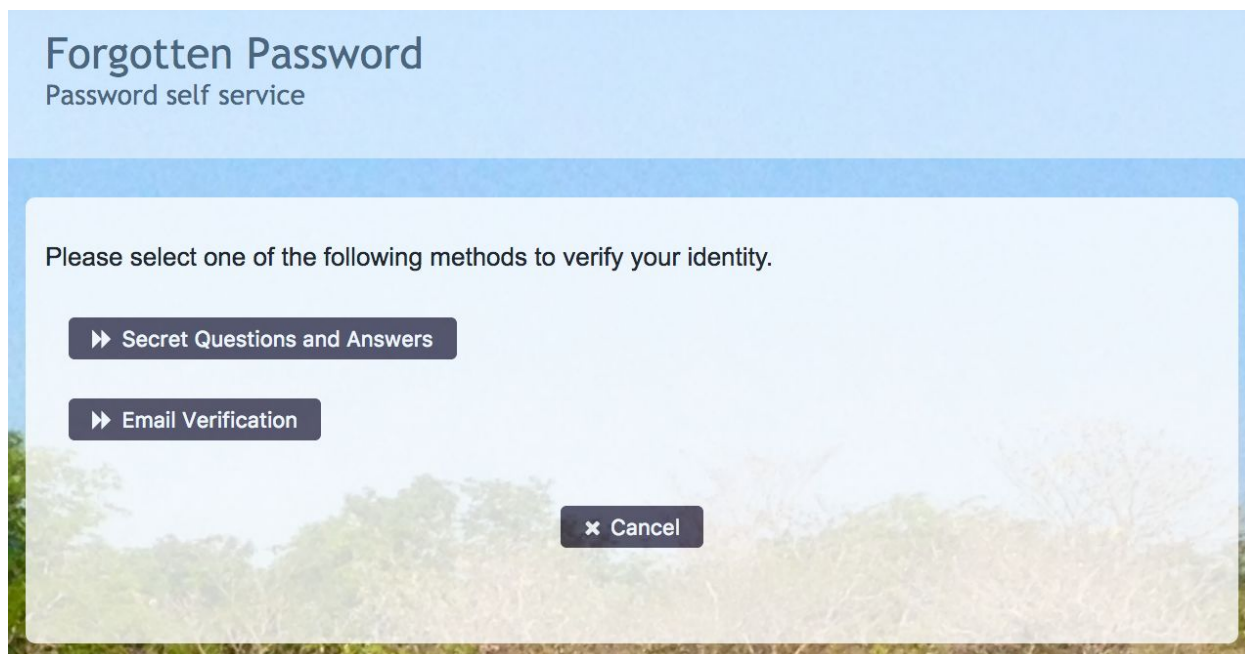 Forgotten Password
Password self service
Please select one of the following methods to verify your identity.
Secret Questions and Answers
Email Verification
Cancel